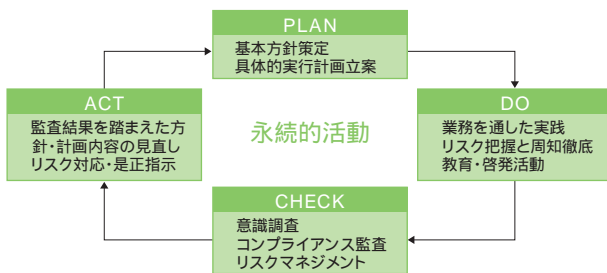 PLAN
基本方針策定
具体的実行計画立案
ACT
監査結果を踏まえた方
針・計画内容の見直し
リスク対応・是正指示
永続的活動
DO
業務を通した実践
リスク把握と周知徹底
教育・啓発活動
CHECK
意識調査
コンプライアンス監査
リスクマネジメント